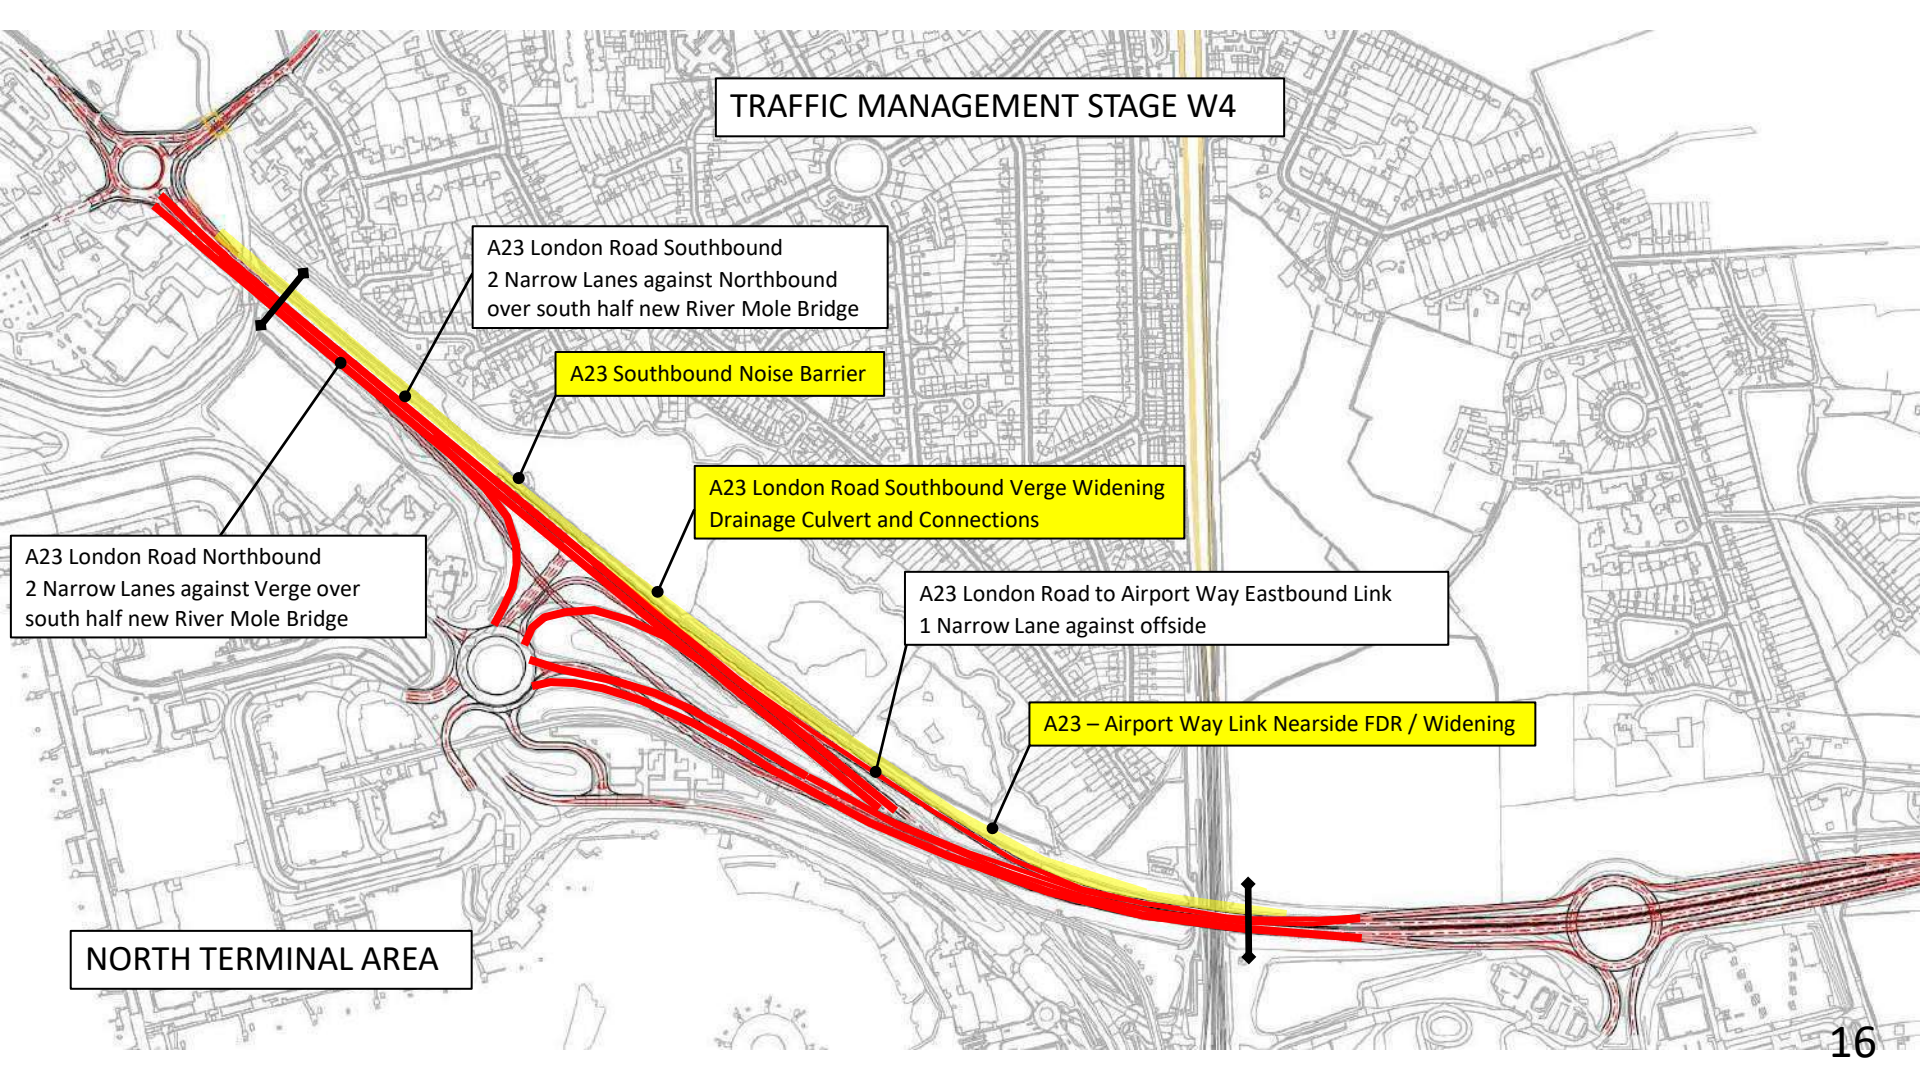 TRAFFIC MANAGEMENT STAGE W4
A23 London Road Southbound
2 Narrow Lanes against Northbound
over south half new River Mole Bridge
A23 Southbound Noise Barrier
A23 London Road Southbound Verge Widening
Drainage Culvert and Connections
A23 London Road Northbound
2 Narrow Lanes against Verge over
south half new River Mole Bridge
A23 London Road to Airport Way Eastbound Link
1 Narrow Lane against offside
A23 – Airport Way Link Nearside FDR / Widening
NORTH TERMINAL AREA
16